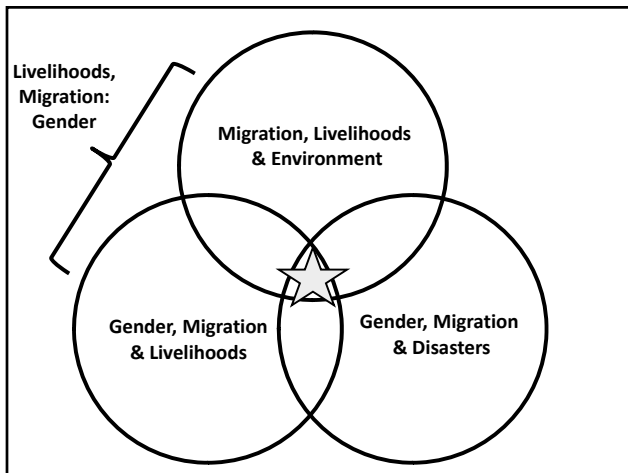 Livelihoods,
Migration:
Gender
Migration, Livelihoods
& Environment
Gender, Migration
& Livelihoods
Gender, Migration
& Disasters